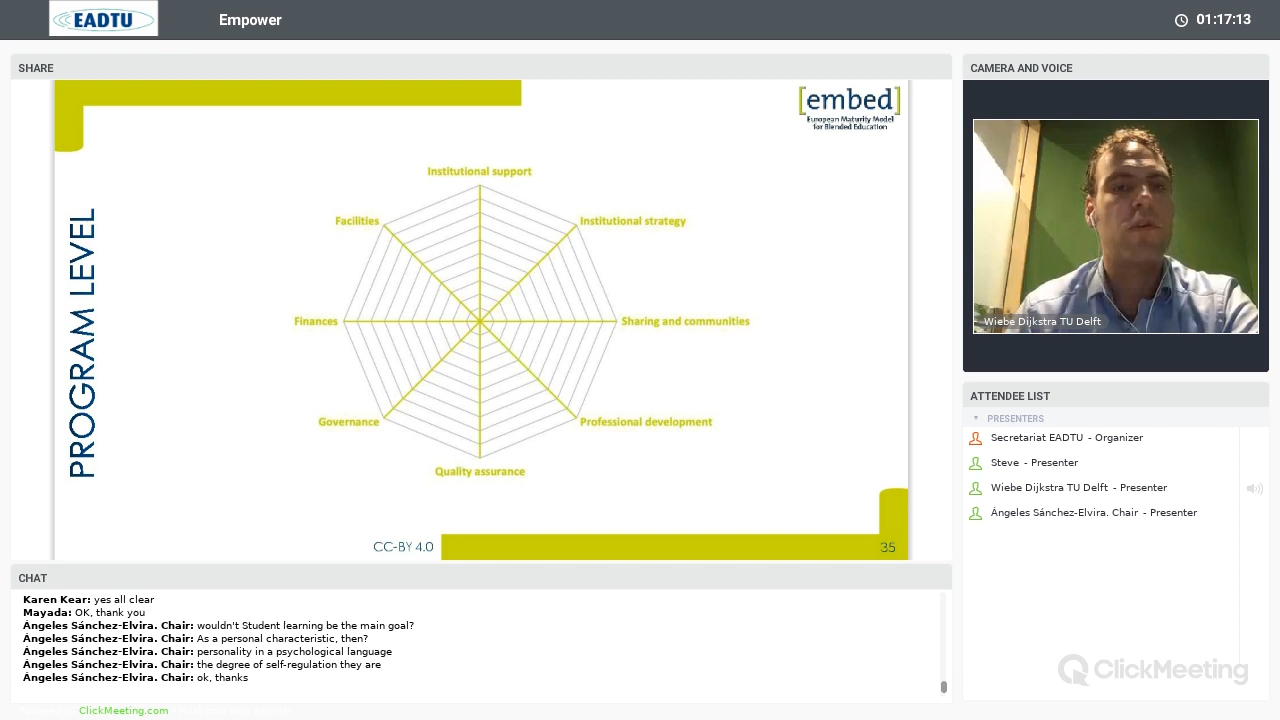 EADTU
Empower
01:17:13
SHARE
[embed]
European Maturity Model
for Blended Education
PROGRAM LEVEL
Institutional support
Facilities
Institutional strategy
Finances
Sharing and communities
Governance
Professional development
Quality assurance
CC-BY 4.0
35
CAMERA AND VOICE
Wiebe Dijkstra TU Delft
ATTENDEE LIST
PRESENTERS
Secretariat EADTU - Organizer
Steve - Presenter
Wiebe Dijkstra TU Delft - Presenter
Ángeles Sánchez-Elvira. Chair - Presenter
ClickMeeting
CHAT
Karen Kear: yes all clear
Mayada: OK, thank you
Ángeles Sánchez-Elvira. Chair: wouldn't Student learning be the main goal?
Ángeles Sánchez-Elvira. Chair: As a personal characteristic, then?
Ángeles Sánchez-Elvira. Chair: personality in a psychological language
Ángeles Sánchez-Elvira. Chair: the degree of self-regulation they are
Ángeles Sánchez-Elvira. Chair: ok, thanks
ClickMeeting.com